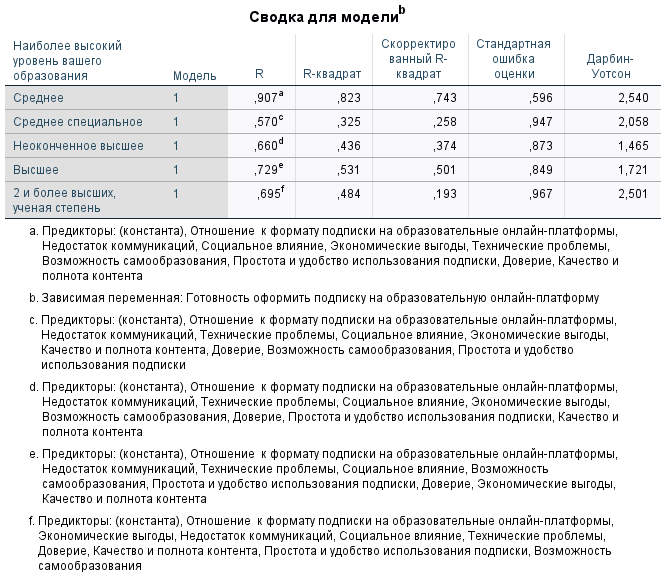 Сводка для модели^b
Наиболее высокий уровень вашего образования Модель R R-квадрат Скорректированный R-квадрат Стандартная ошибка оценки Дарбин-Уотсон
Среднее 1 ,907^a ,823 ,743 ,596 2,540
Среднее специальное 1 ,570^c ,325 ,258 ,947 2,058
Неоконченное высшее 1 ,660^d ,436 ,374 ,873 1,465
Высшее 1 ,729^e ,531 ,501 ,849 1,721
2 и более высших, ученая степень 1 ,695^f ,484 ,193 ,967 2,501
a. Предикторы: (константа), Отношение к формату подписки на образовательные онлайн-платформы,
Недостаток коммуникаций, Социальное влияние, Экономические выгоды, Технические проблемы,
Возможность самообразования, Простота и удобство использования подписки, Доверие, Качество и
полнота контента
b. Зависимая переменная: Готовность оформить подписку на образовательную онлайн-платформу
c. Предикторы: (константа), Отношение к формату подписки на образовательные онлайн-платформы,
Недостаток коммуникаций, Технические проблемы, Социальное влияние, Экономические выгоды,
Качество и полнота контента, Доверие, Возможность самообразования, Простота и удобство
использования подписки
d. Предикторы: (константа), Отношение к формату подписки на образовательные онлайн-платформы,
Недостаток коммуникаций, Технические проблемы, Социальное влияние, Экономические выгоды,
Возможность самообразования, Доверие, Простота и удобство использования подписки, Качество и
полнота контента
e. Предикторы: (константа), Отношение к формату подписки на образовательные онлайн-платформы,
Недостаток коммуникаций, Технические проблемы, Социальное влияние, Возможность
самообразования, Простота и удобство использования подписки, Доверие, Экономические выгоды,
Качество и полнота контента
f. Предикторы: (константа), Отношение к формату подписки на образовательные онлайн-платформы,
Экономические выгоды, Недостаток коммуникаций, Социальное влияние, Технические проблемы,
Доверие, Качество и полнота контента, Простота и удобство использования подписки, Возможность
самообразования